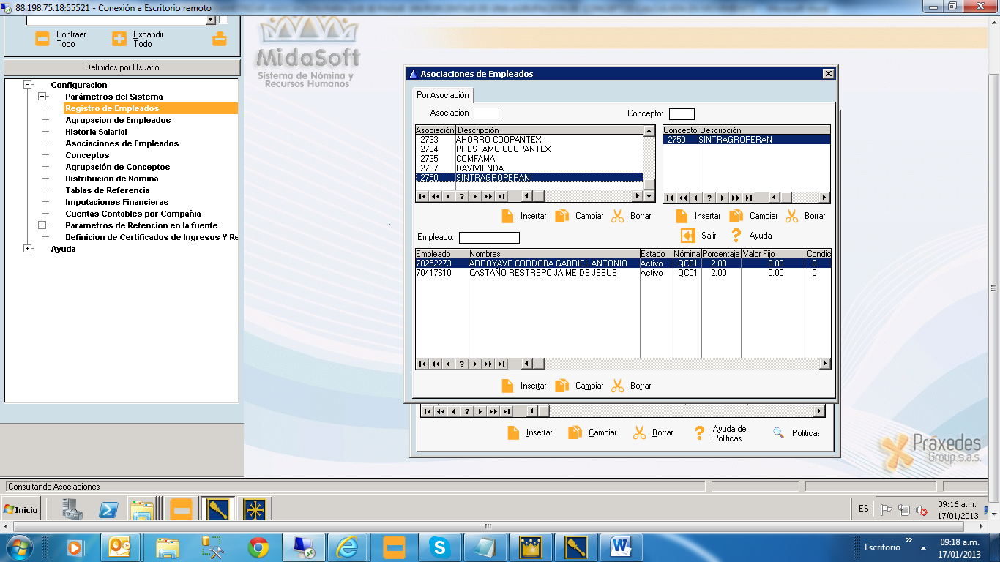 88.198.75.18:55521 - Conexión a Escritorio remoto
Contraer Todo
Expandir Todo
Definidos por Usuario
Configuracion
Parámetros del Sistema
Registro de Empleados
Agrupacion de Empleados
Historia Salarial
Asociaciones de Empleados
Conceptos
Agrupación de Conceptos
Distribucion de Nomina
Tablas de Referencia
Imputaciones Financieras
Cuentas Contables por Compañia
Parametros de Retencion en la fuente
Definicion de Certificados de Ingresos Y Re
Ayuda
MidaSoft
Sistema de Nómina y
Recursos Humanos
Asociaciones de Empleados
Por Asociación
Asociación
Concepto:
Asociación Descripción
2733 AHORRO COOPANTEX
2734 PRESTAMO COOPANTEX
2735 COMFAMA
2737 DAVIVIENDA
2750 SINTRAGROPERAN
Concepto Descripción
2750 SINTRAGROPERAN
Insertar Cambiar Borrar
Insertar Cambiar Borrar
Empleado:
Salir Ayuda
Empleado Nombres Estado Nómina Porcentaje Valor Fijo Condic
70252273 ARROYAVE CORDOBA GABRIEL ANTONIO Activo QC01 2.00 0.00 0
70417610 CASTAÑO RESTREPO JAIME DE JESUS Activo QC01 2.00 0.00 0
Insertar Cambiar Borrar
Insertar Cambiar Borrar Ayuda de Politicas Politicas
Práxedes
Group s.a.s.
Consultando Asociaciones
Inicio
ES
09:16 a.m.
17/01/2013
Escritorio
09:18 a.m.
17/01/2013